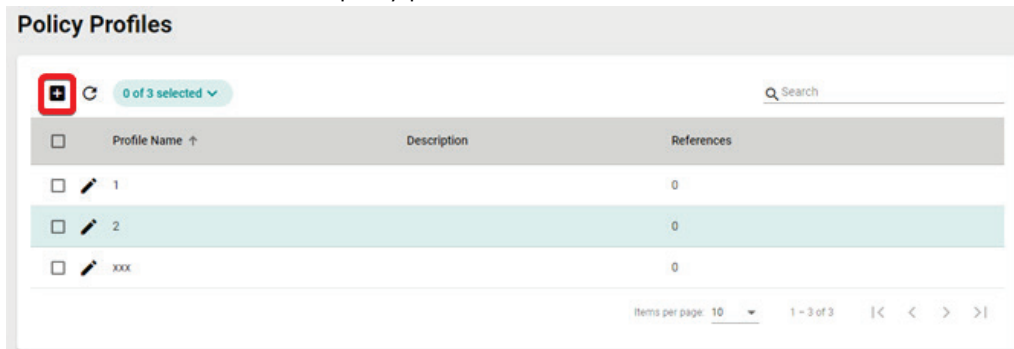 Policy Profiles
0 of 3 selected
Search
Profile Name ↑ Description References
1 0
2 0
xxx 0
Items per page: 10 1 – 3 of 3 |< < > >|